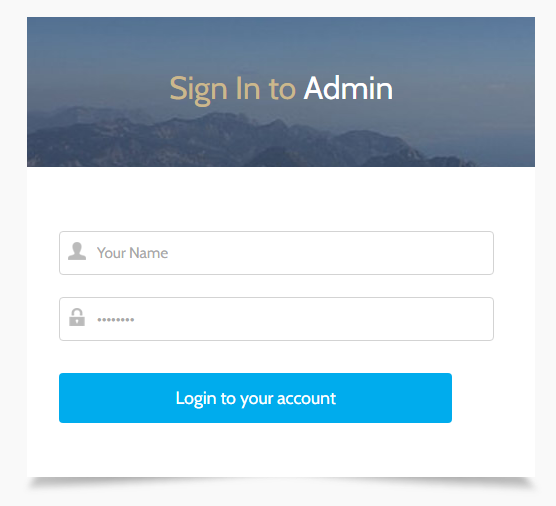 Sign In to Admin
Your Name
••••••••
Login to your account